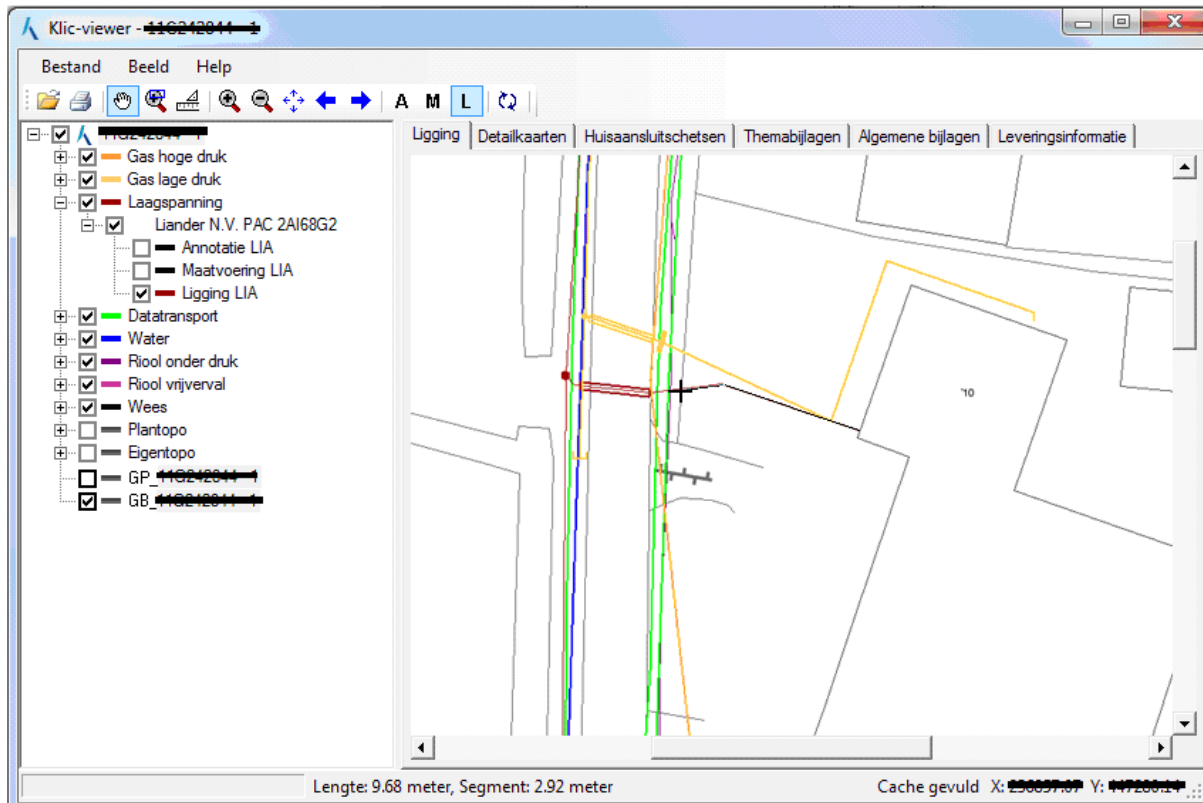 Klic-viewer -
Bestand Beeld Help
A M L
Gas hoge druk
Gas lage druk
Laagspanning
Liander N.V. PAC 2AI68G2
Annotatie LIA
Maatvoering LIA
Ligging LIA
Datatransport
Water
Riool onder druk
Riool vrijverval
Wees
Plantopo
Eigentopo
GP_
GB_
Ligging Detailkaarten Huisaansluitschetsen Themabijlagen Algemene bijlagen Leveringsinformatie
Lengte: 9.68 meter, Segment: 2.92 meter Cache gevuld X: Y: